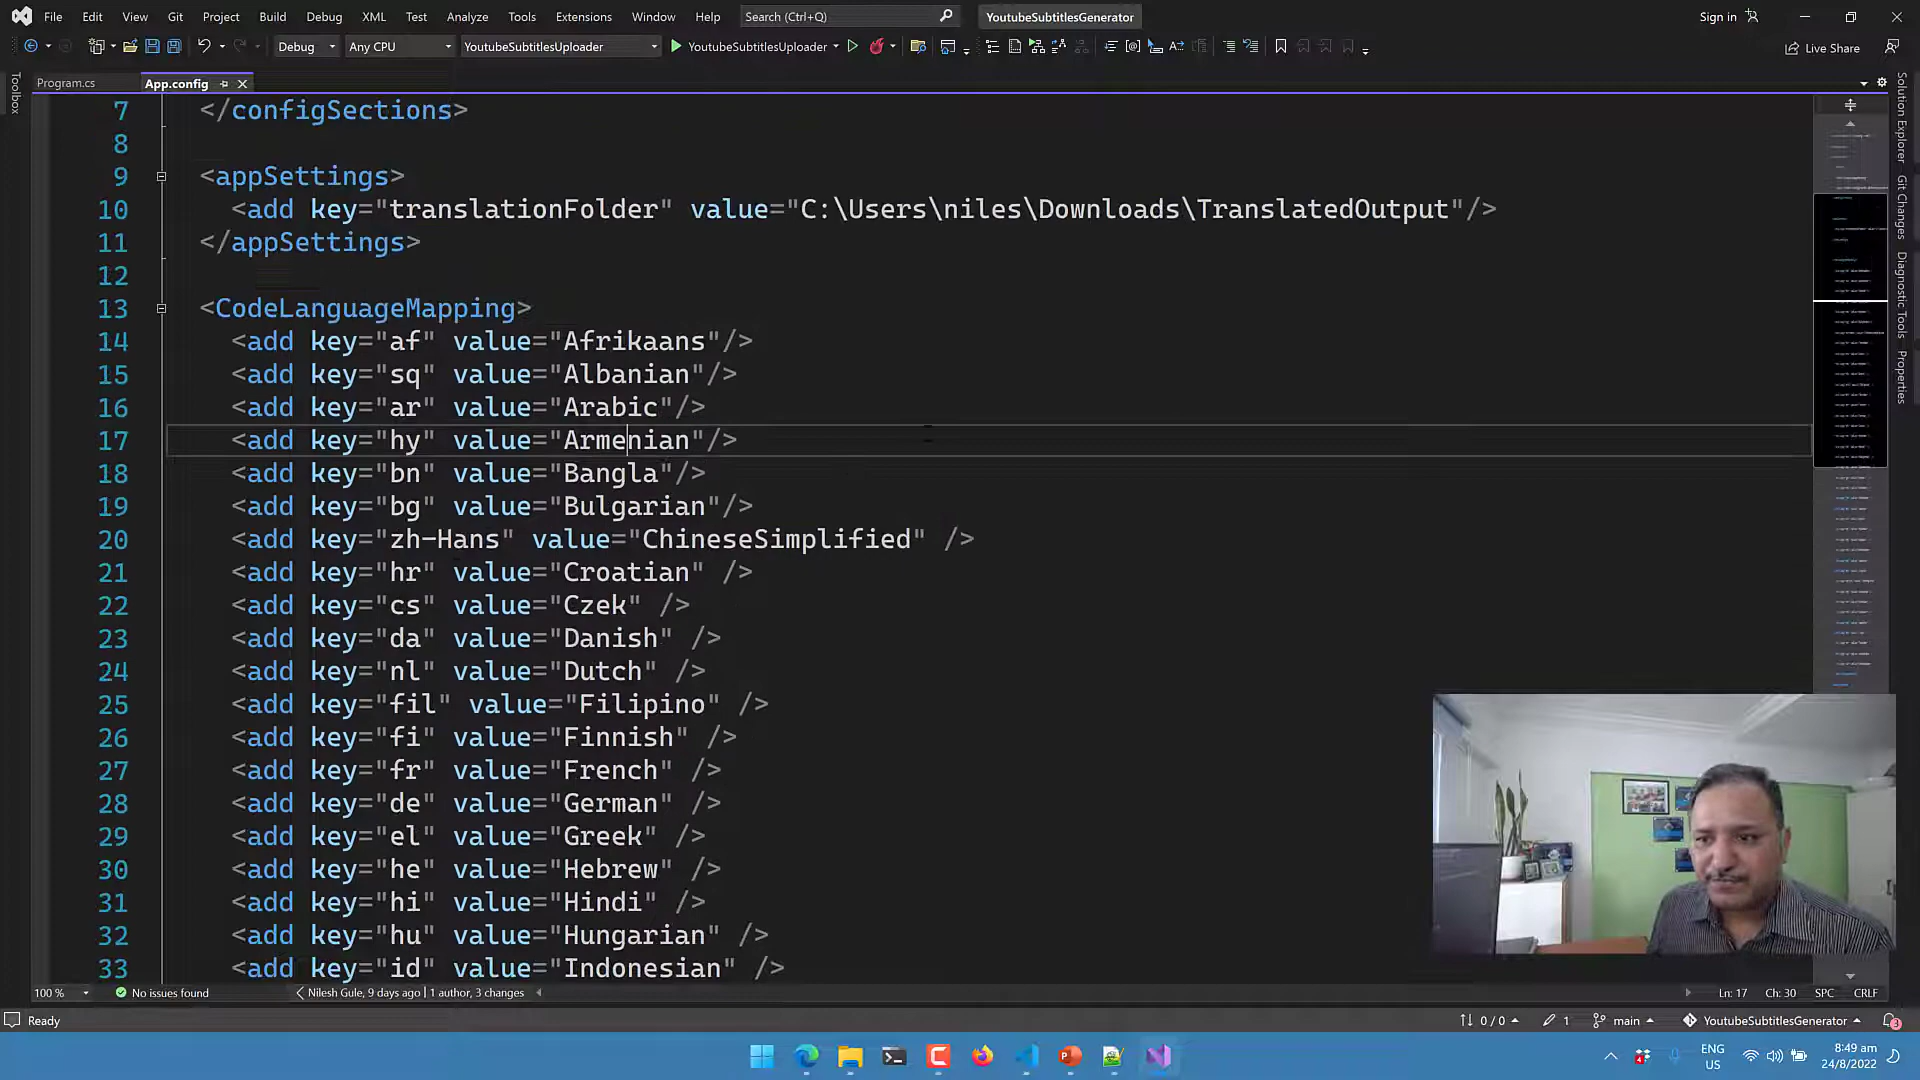 File Edit View Git Project Build Debug XML Test Analyze Tools Extensions Window Help Search (Ctrl+Q) YoutubeSubtitlesGenerator Sign in
Debug Any CPU YoutubeSubtitlesUploader YoutubeSubtitlesUploader Live Share
Toolbox
Program.cs App.config
Solution Explorer
Git Changes
Diagnostic Tools
Properties
7 </configSections>
8
9 <appSettings>
10 <add key="translationFolder" value="C:\Users\niles\Downloads\TranslatedOutput"/>
11 </appSettings>
12
13 <CodeLanguageMapping>
14 <add key="af" value="Afrikaans"/>
15 <add key="sq" value="Albanian"/>
16 <add key="ar" value="Arabic"/>
17 <add key="hy" value="Armenian"/>
18 <add key="bn" value="Bangla"/>
19 <add key="bg" value="Bulgarian"/>
20 <add key="zh-Hans" value="ChineseSimplified" />
21 <add key="hr" value="Croatian" />
22 <add key="cs" value="Czek" />
23 <add key="da" value="Danish" />
24 <add key="nl" value="Dutch" />
25 <add key="fil" value="Filipino" />
26 <add key="fi" value="Finnish" />
27 <add key="fr" value="French" />
28 <add key="de" value="German" />
29 <add key="el" value="Greek" />
30 <add key="he" value="Hebrew" />
31 <add key="hi" value="Hindi" />
32 <add key="hu" value="Hungarian" />
33 <add key="id" value="Indonesian" />
100 % No issues found Nilesh Gule, 9 days ago | 1 author, 3 changes Ln: 17 Ch: 30 SPC CRLF
Ready 0 / 0 1 main YoutubeSubtitlesGenerator 3
ENG US 8:49 am
24/8/2022